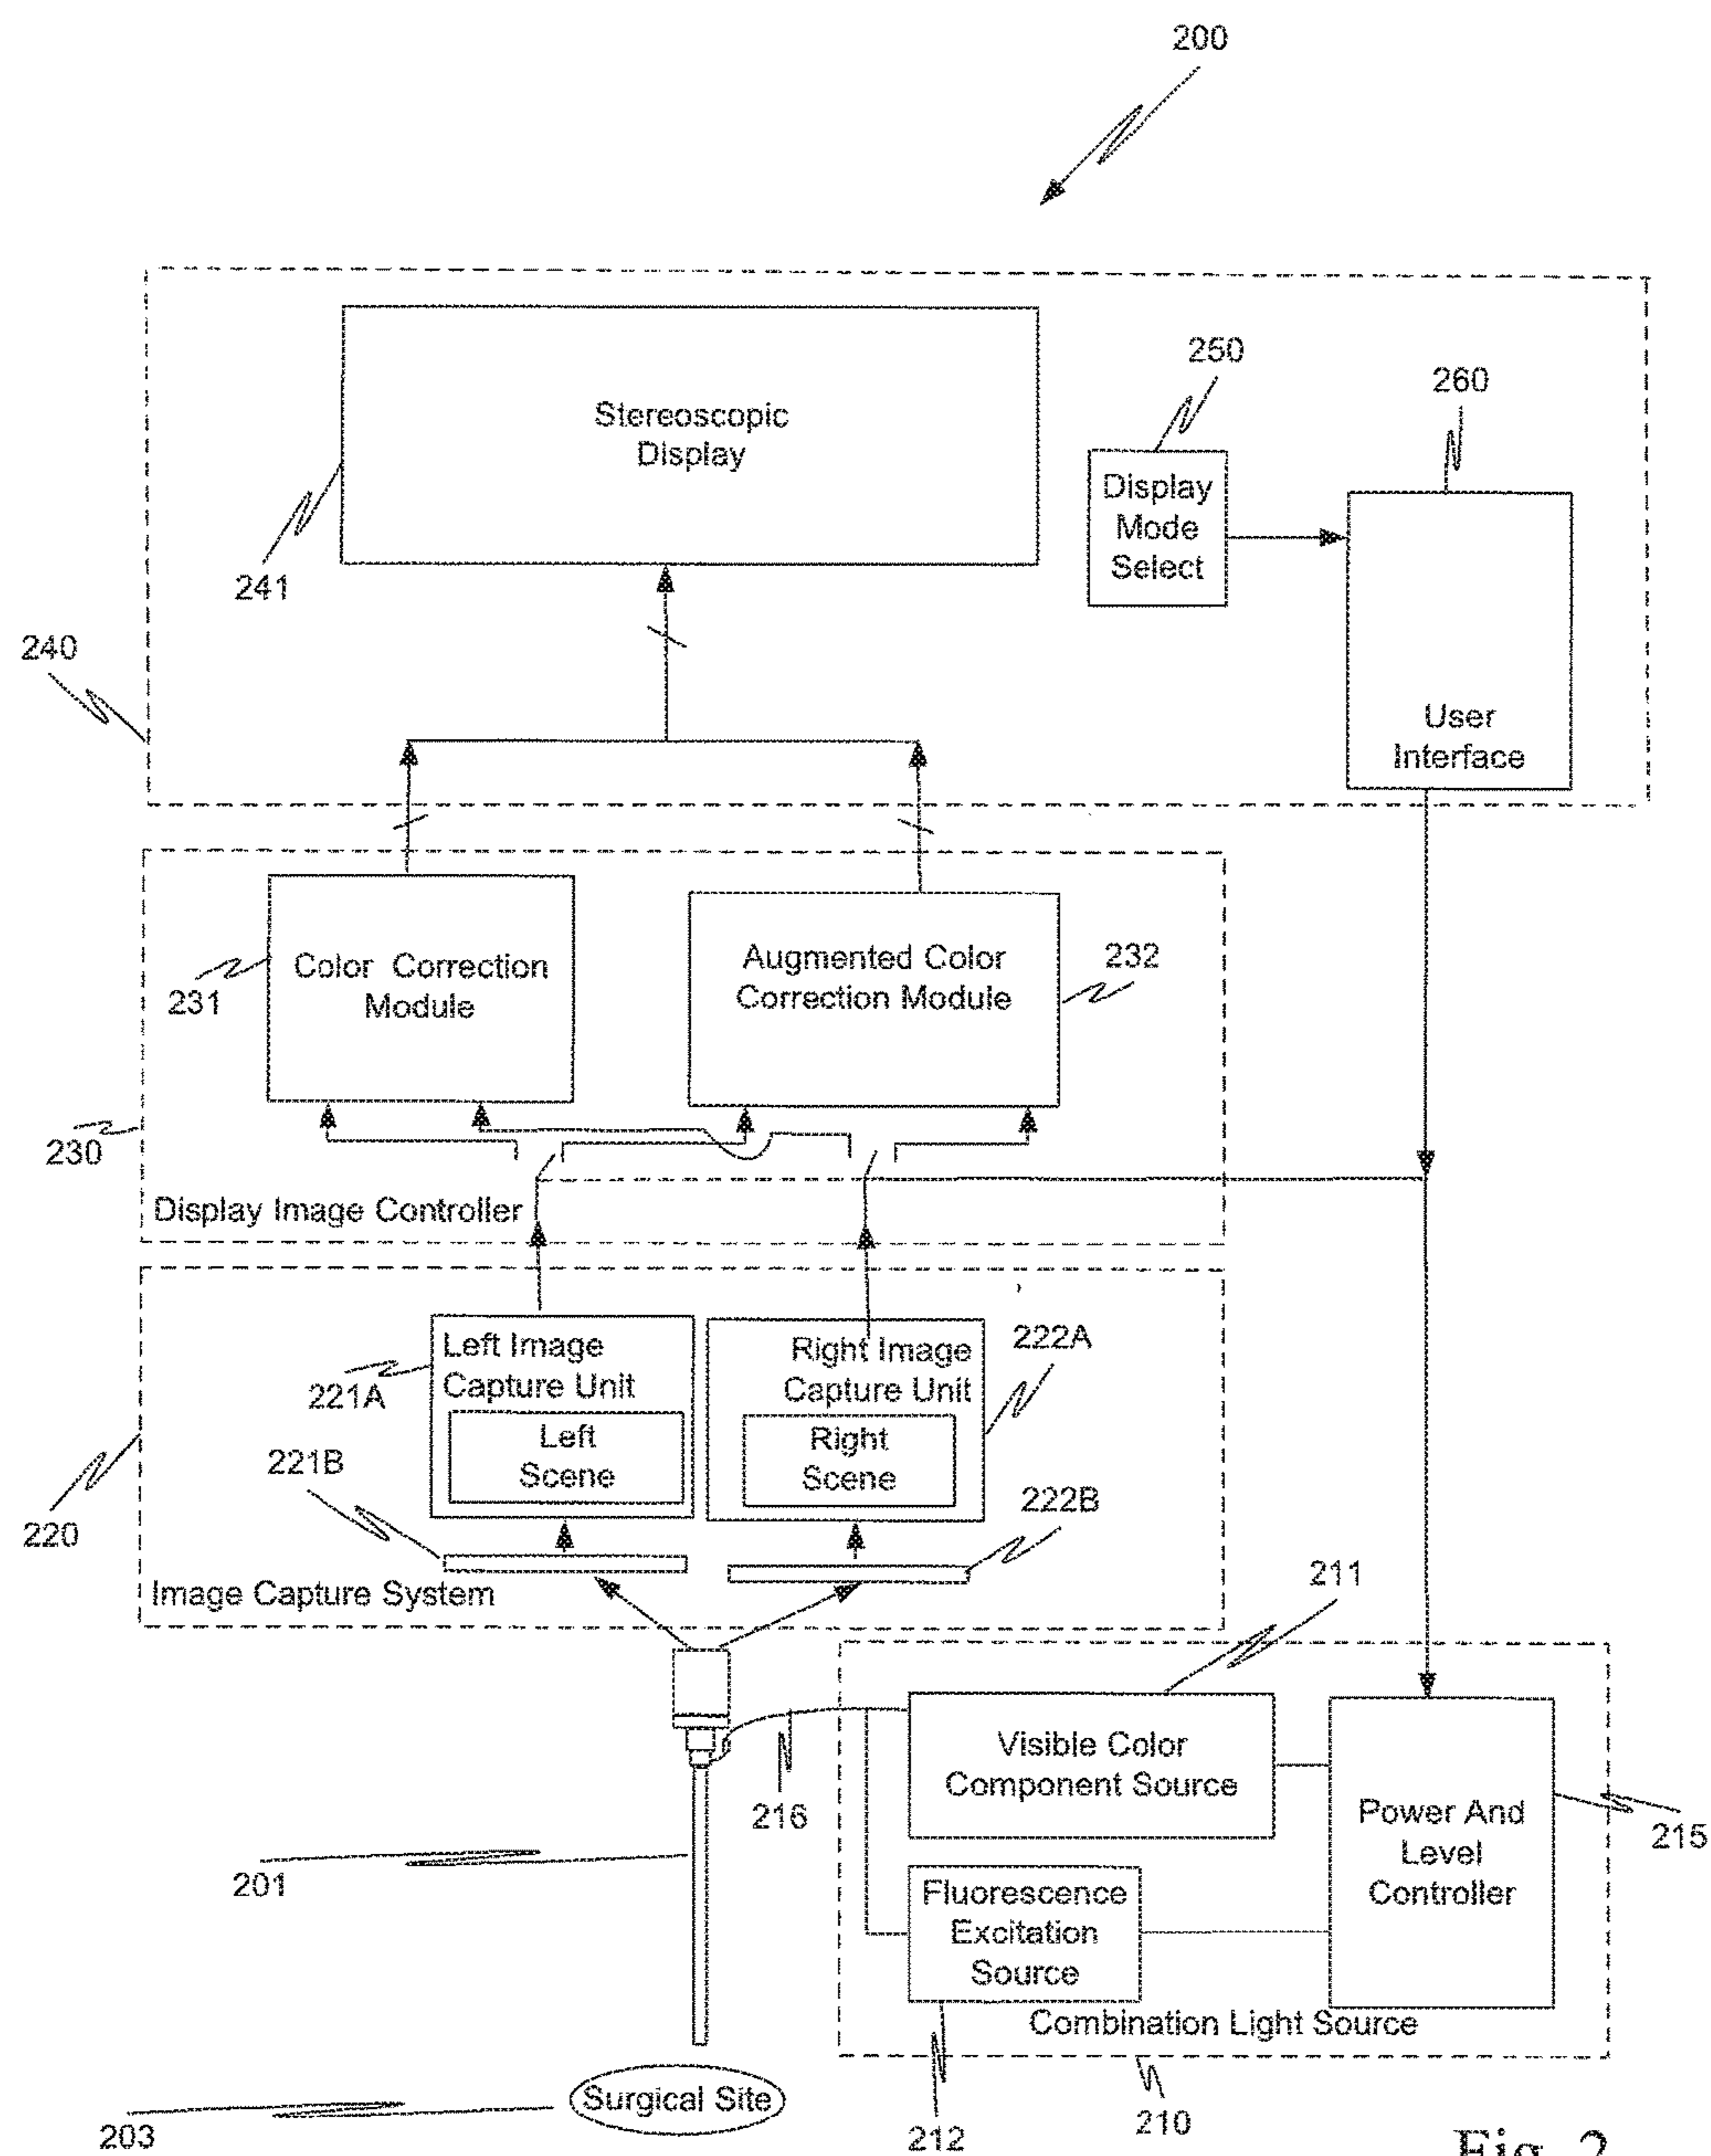 200
250
260
Stereoscopic
Display
Display
Mode
Select
241
240
User
Interface
Color Correction
Module
231
Augmented Color
Correction Module
232
230
Display Image Controller
Left Image
Capture Unit
221A
Left
Scene
Right Image
Capture Unit
222A
Right
Scene
221B
222B
220
Image Capture System
211
Visible Color
Component Source
216
Power And
Level
Controller
215
201
Fluorescence
Excitation
Source
Combination Light Source
Surgical Site
203
212
210
Fig. 2